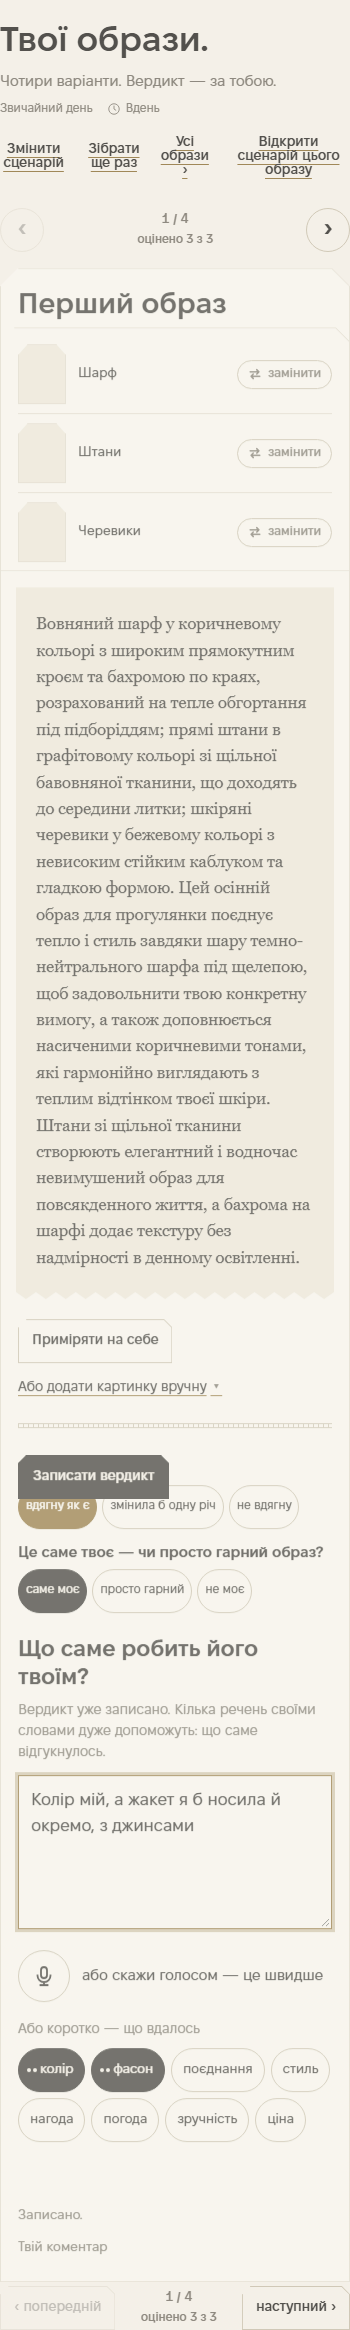 Твої образи.
Чотири варіанти. Вердикт — за тобою.
Звичайний день Вдень
Змінити сценарій
Зібрати ще раз
Усі образи ›
Відкрити сценарій цього образу
‹
1 / 4
оцінено 3 з 3
›
Перший образ
Шарф
замінити
Штани
замінити
Черевики
замінити
Вовняний шарф у коричневому
кольорі з широким прямокутним
кроєм та бахромою по краях,
розрахований на тепле обгортання
під підборіддям; прямі штани в
графітовому кольорі зі щільної
бавовняної тканини, що доходять
до середини литки; шкіряні
черевики у бежевому кольорі з
невисоким стійким каблуком та
гладкою формою. Цей осінній
образ для прогулянки поєднує
тепло і стиль завдяки шару темно-
нейтрального шарфа під щелепою,
щоб задовольнити твою конкретну
вимогу, а також доповнюється
насиченими коричневими тонами,
які гармонійно виглядають з
теплим відтінком твоєї шкіри.
Штани зі щільної тканини
створюють елегантний і водночас
невимушений образ для
повсякденного життя, а бахрома на
шарфі додає текстуру без
надмірності в денному освітленні.
Приміряти на себе
Або додати картинку вручну
Записати вердикт
вдягну як є
змінила б одну річ
не вдягну
Це саме твоє — чи просто гарний образ?
саме моє
просто гарний
не моє
Що саме робить його
твоїм?
Вердикт уже записано. Кілька речень своїми
словами дуже допоможуть: що саме
відгукнулось.
Колір мій, а жакет я б носила й
окремо, з джинсами
або скажи голосом — це швидше
Або коротко — що вдалось
колір
фасон
поєднання
стиль
нагода
погода
зручність
ціна
Записано.
Твій коментар
‹ попередній
1 / 4
оцінено 3 з 3
наступний ›